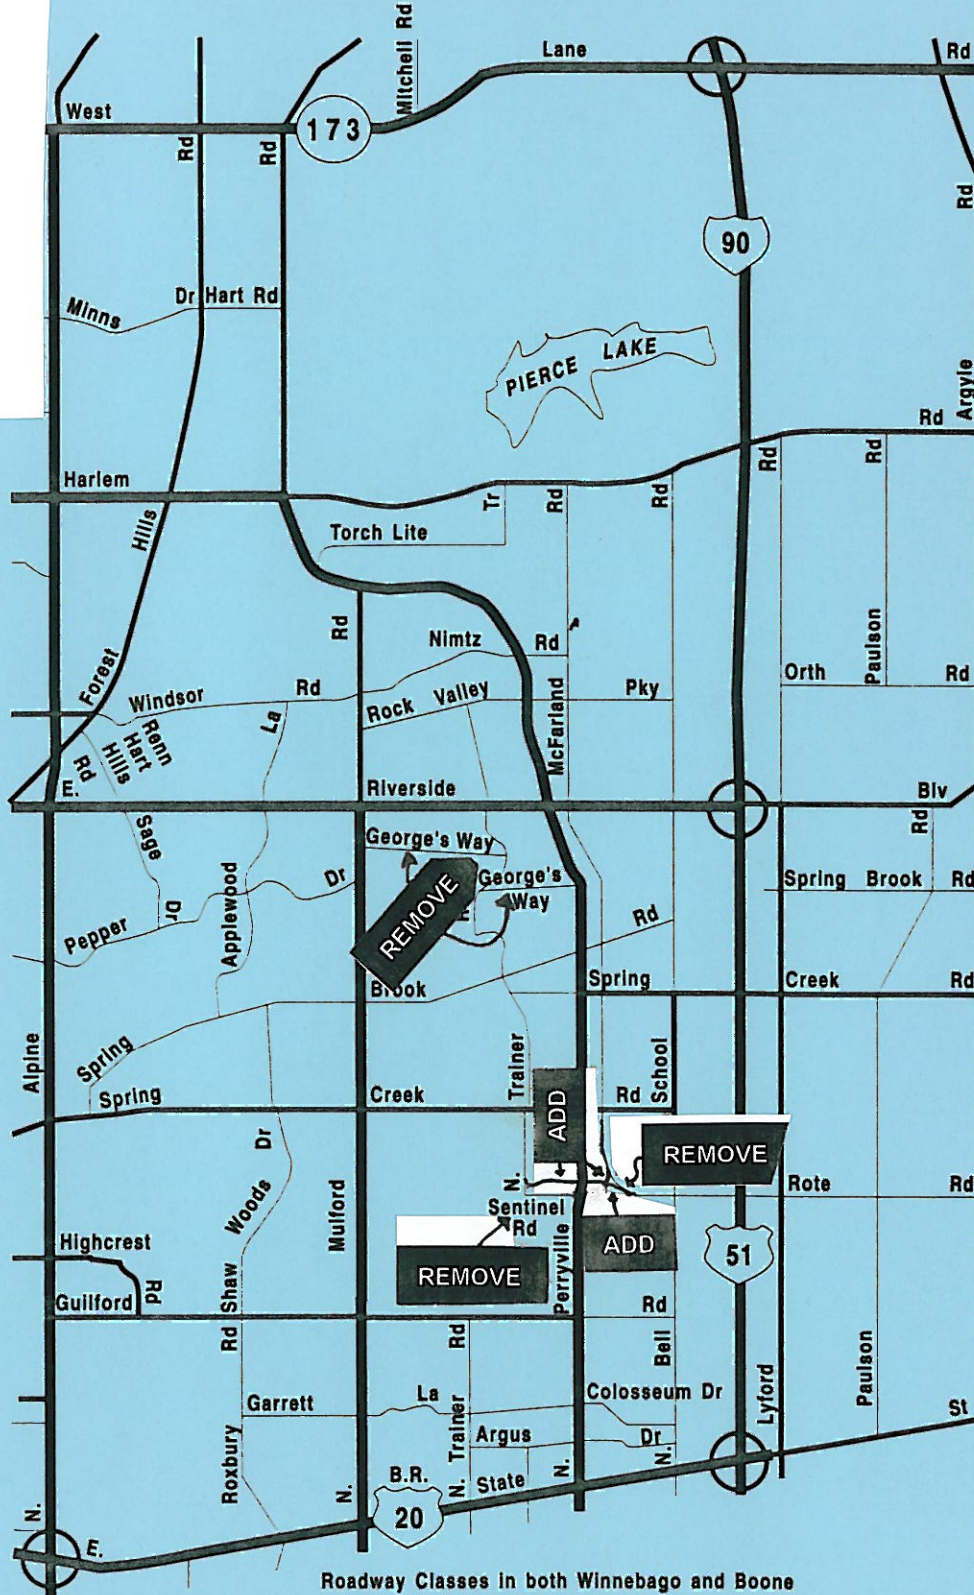 Mitchell Rd
Lane
Rd
West
173
Rd
Rd
Rd
90
Minns
Dr
Hart Rd
PIERCE LAKE
Argyle
Rd
Harlem
Hills
Torch Lite
Tr
Rd
Rd
Rd
Rd
Rd
Nimtz
Rd
Paulson
Orth
Rd
Forest
Windsor
Rd
Rock Valley
Pky
La
Renn
Hart
Hills
Rd
McFarland
E.
Riverside
Blv
Rd
Sage
Dr
George's Way
George's
Way
REMOVE
Applewood
Dr
Pepper
Rd
Spring Brook Rd
Brook
Spring
Creek
Rd
Alpine
Spring
Spring
Creek
Trainer
Rd
School
ADD
REMOVE
Dr
Woods
Mulford
N.
Sentinel
Rd
Rote
Rd
ADD
51
Highcrest
Rd
REMOVE
Perryville
Guilford
Shaw
Rd
Rd
Rd
Bell
Garrett
La
Colosseum Dr
Lyford
Paulson
St
Trainer
Argus
Dr
Roxbury
N.
N.
N.
N.
N.
B.R.
20
State
E.
Roadway Classes in both Winnebago and Boone